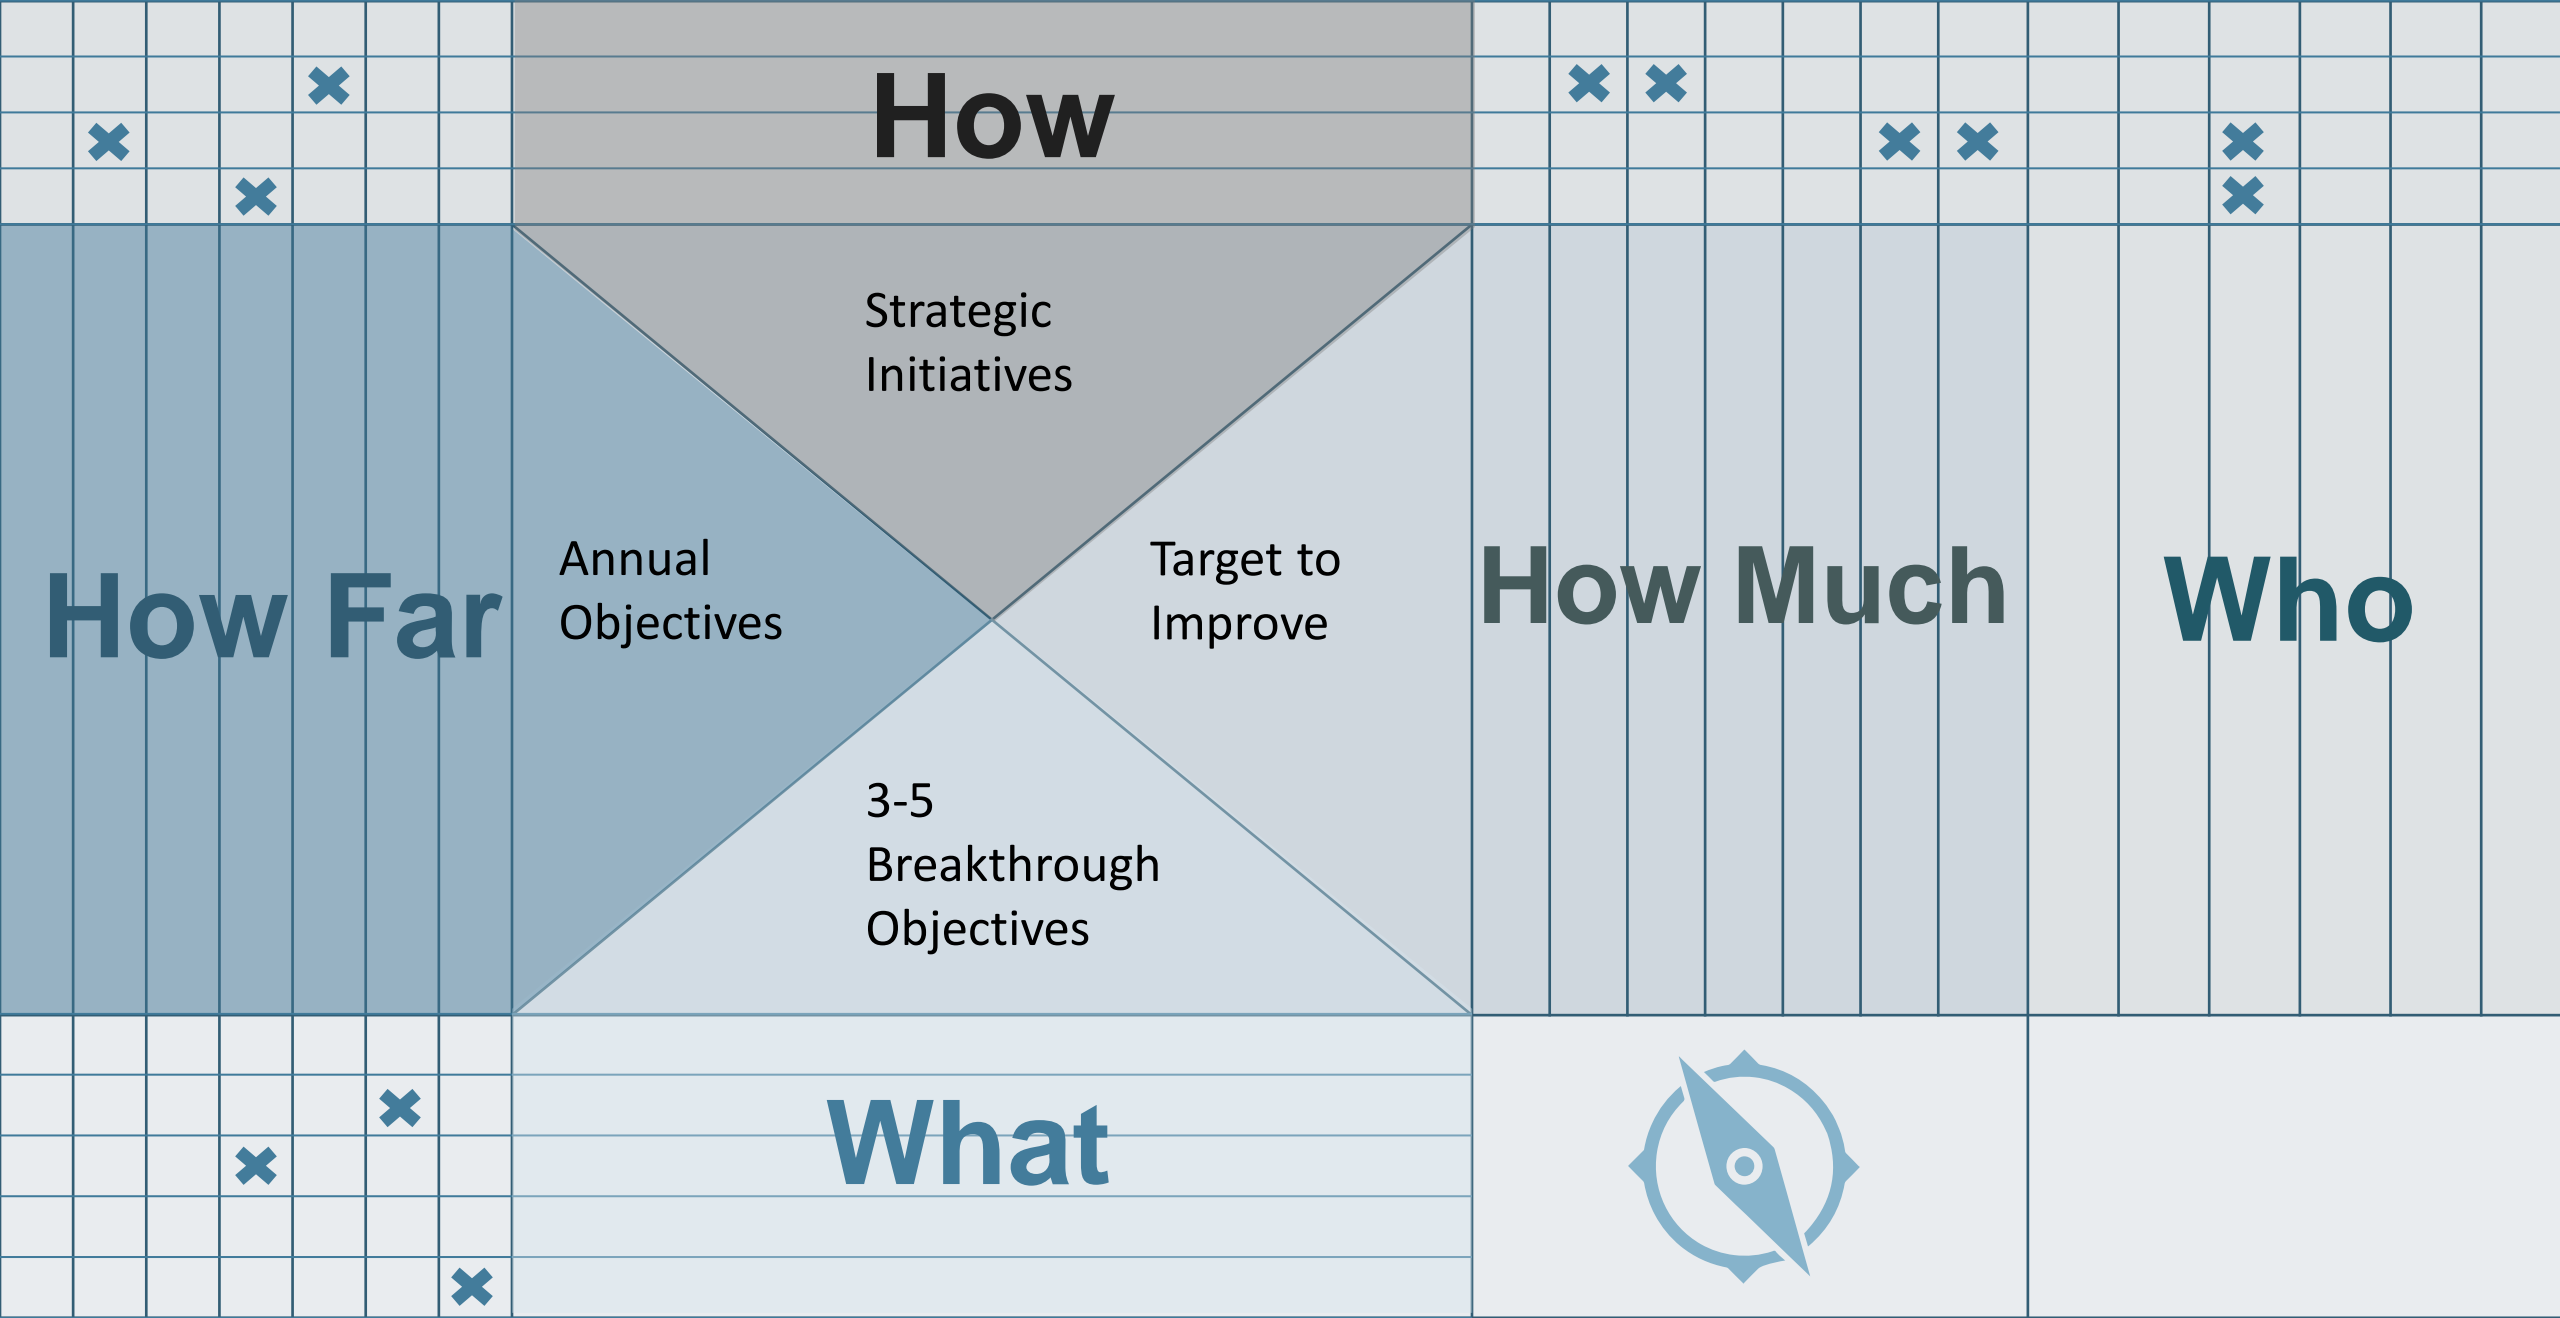 How
Strategic
Initiatives
How Far
Annual
Objectives
Target to
Improve
How Much
Who
3-5
Breakthrough
Objectives
What